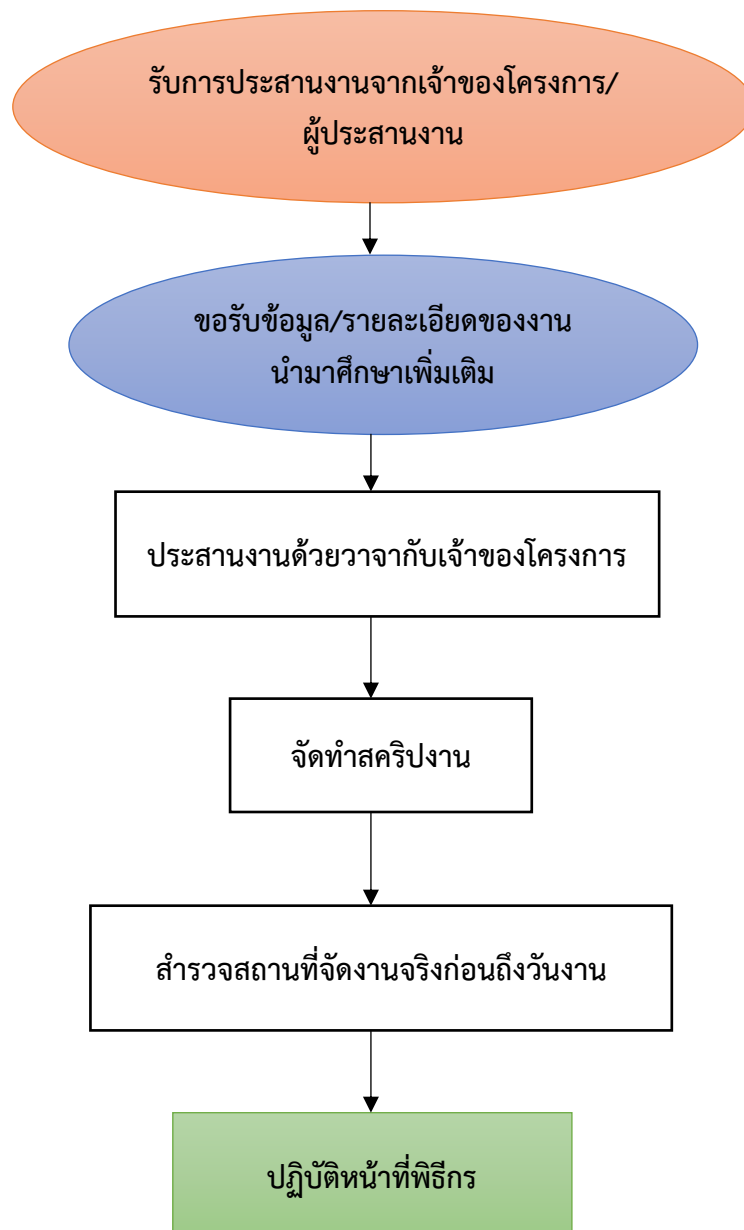 รับการประสานงานจากเจ้าของโครงการ/
ผู้ประสานงาน
ขอรับข้อมูล/รายละเอียดของงาน
นำมาศึกษาเพิ่มเติม
ประสานงานด้วยวาจากับเจ้าของโครงการ
จัดทำสคริปงาน
สำรวจสถานที่จัดงานจริงก่อนถึงวันงาน
ปฏิบัติหน้าที่พิธีกร